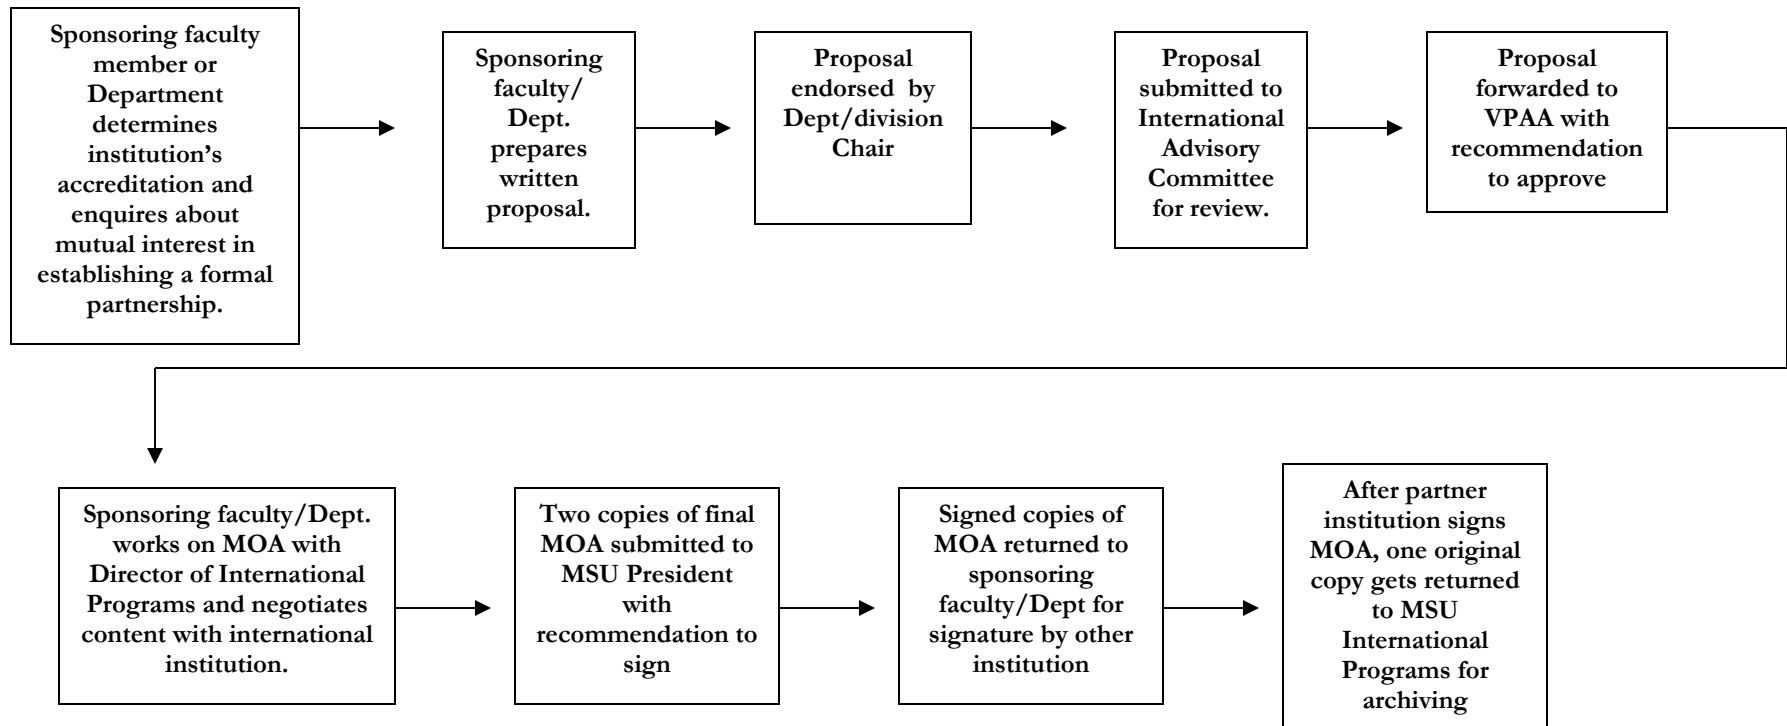 Sponsoring faculty
member or
Department
determines
institution’s
accreditation and
enquires about
mutual interest in
establishing a formal
partnership.
Sponsoring
faculty/
Dept.
prepares
written
proposal.
Proposal
endorsed  by
Dept/division
Chair
Proposal
submitted to
International
Advisory
Committee
for review.
Proposal
forwarded to
VPAA with
recommendation
to approve
Sponsoring faculty/Dept.
works on MOA with
Director of International
Programs and negotiates
content with international
institution.
Two copies of final
MOA submitted to
MSU President
with
recommendation to
sign
Signed copies of
MOA returned to
sponsoring
faculty/Dept for
signature by other
institution
After partner
institution signs
MOA, one original
copy gets returned
to MSU
International
Programs for
archiving